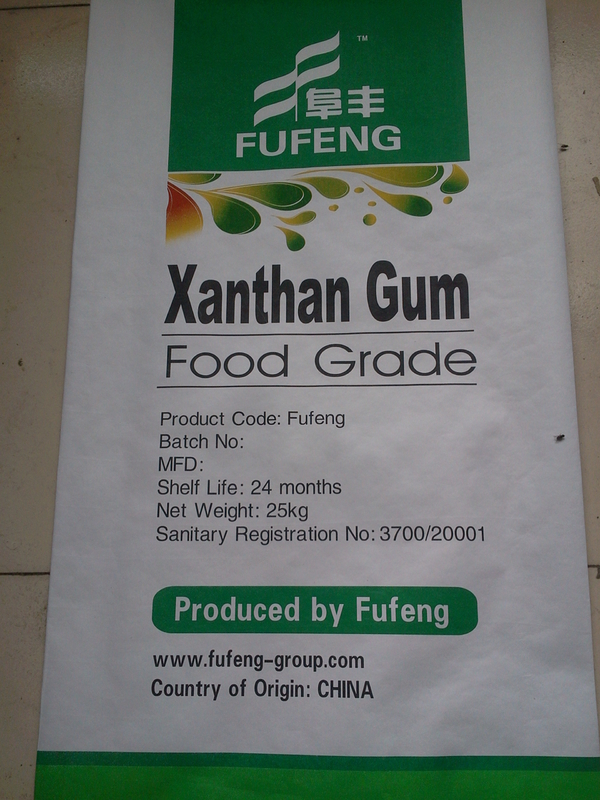 TM
阜丰
FUFENG
Xanthan Gum
Food Grade
Product Code: Fufeng
Batch No:
MFD:
Shelf Life: 24 months
Net Weight: 25kg
Sanitary Registration No: 3700/20001
Produced by Fufeng
www.fufeng-group.com
Country of Origin: CHINA